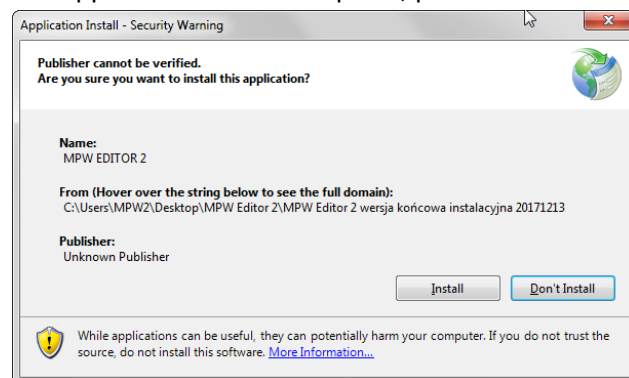 Application Install - Security Warning
Publisher cannot be verified.
Are you sure you want to install this application?
Name:
MPW EDITOR 2
From (Hover over the string below to see the full domain):
C:\Users\MPW2\Desktop\MPW Editor 2\MPW Editor 2 wersja końcowa instalacyjna 20171213
Publisher:
Unknown Publisher
Install Don't Install
While applications can be useful, they can potentially harm your computer. If you do not trust the
source, do not install this software. More Information...